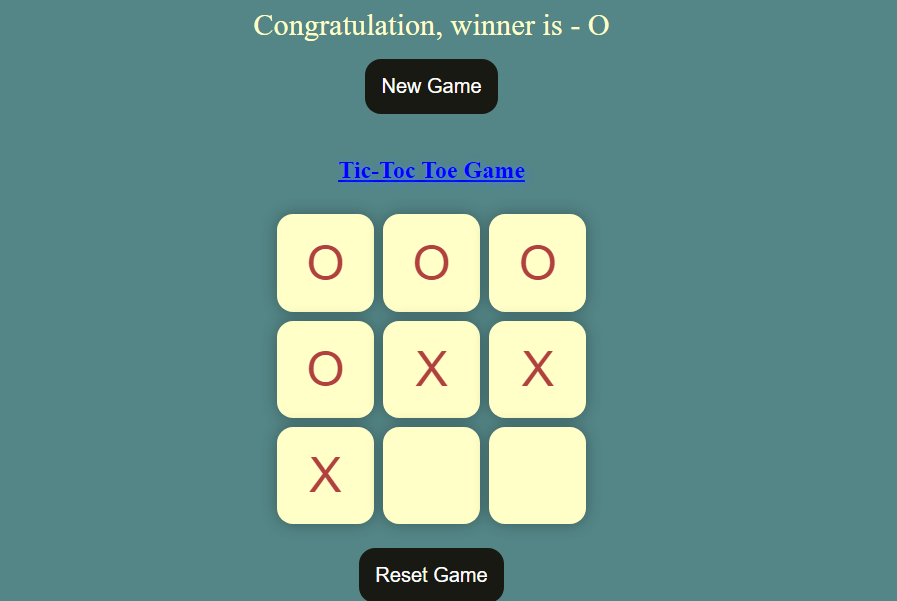 Congratulation, winner is - O
New Game
Tic-Toc Toe Game
O O O
O X X
X
Reset Game